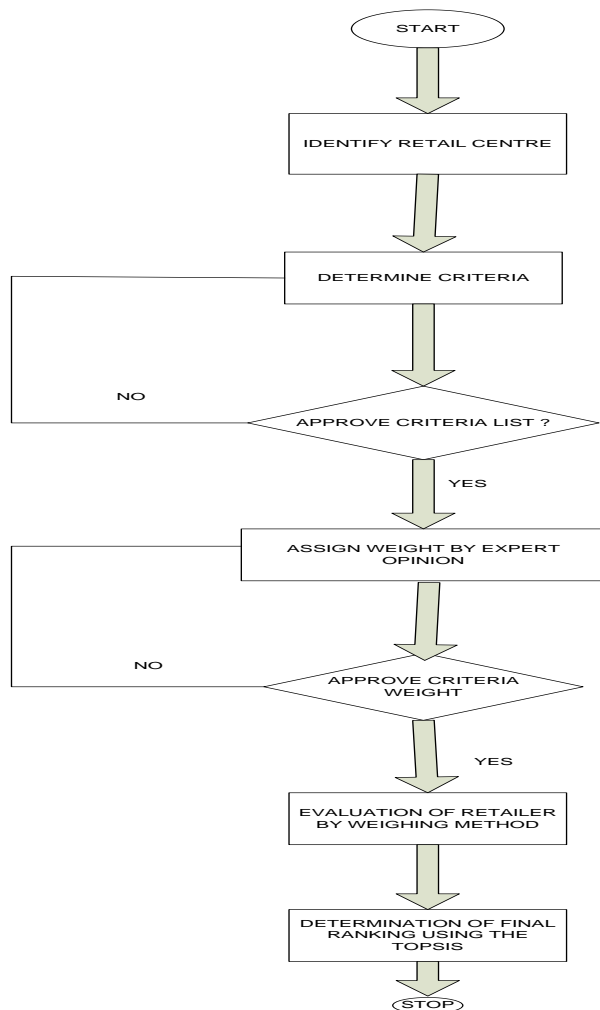 START
IDENTIFY RETAIL CENTRE
DETERMINE CRITERIA
NO
APPROVE CRITERIA LIST ?
YES
ASSIGN WEIGHT BY EXPERT
OPINION
NO
APPROVE CRITERIA
WEIGHT
YES
EVALUATION OF RETAILER
BY WEIGHING METHOD
DETERMINATION OF FINAL
RANKING USING THE
TOPSIS
STOP